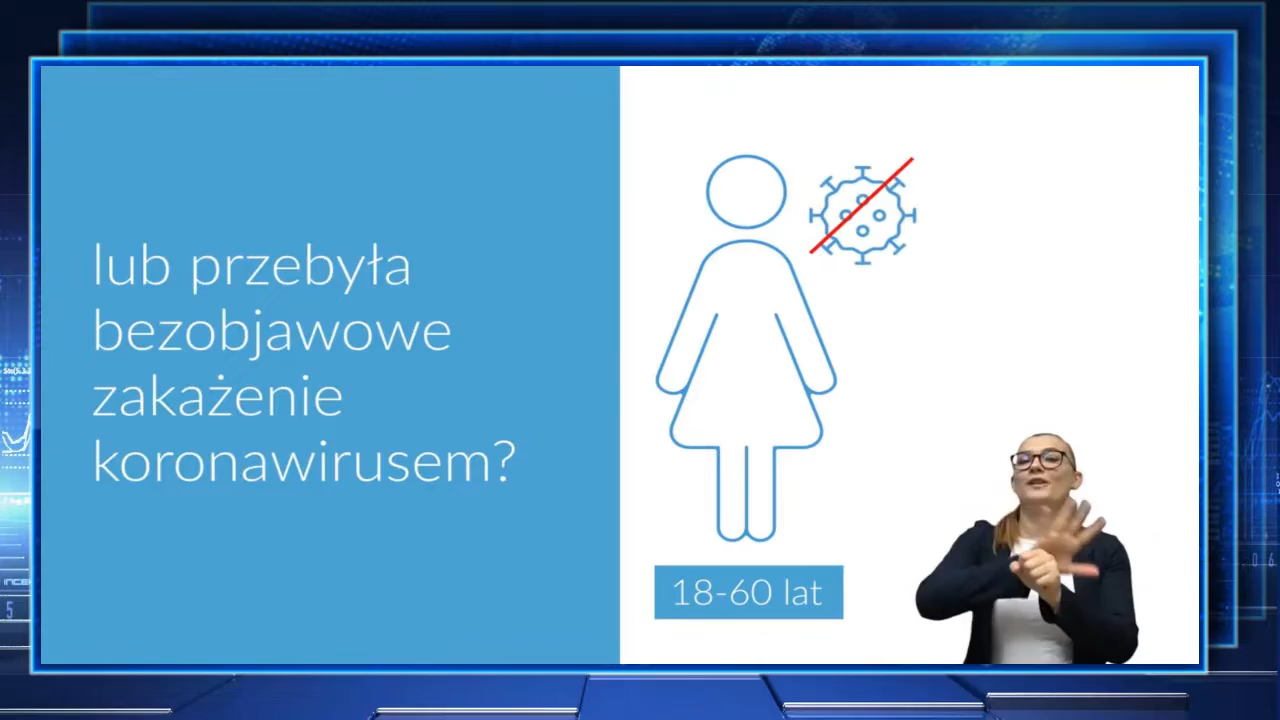 lub przebyła
bezobjawowe
zakażenie
koronawirusem?
18-60 lat